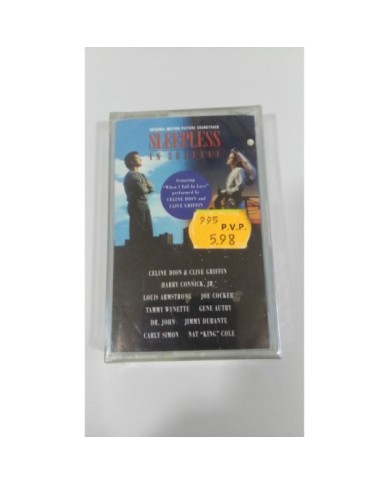 ORIGINAL MOTION PICTURE SOUNDTRACK
SLEEPLESS
IN SEATTLE
featuring
"When I Fall In Love"
performed by
CELINE DION and
CLIVE GRIFFIN
995
P.V.P.
5,98
CELINE DION & CLIVE GRIFFIN
HARRY CONNICK, JR.
LOUIS ARMSTRONG JOE COCKER
TAMMY WYNETTE GENE AUTRY
DR. JOHN JIMMY DURANTE
CARLY SIMON NAT "KING" COLE